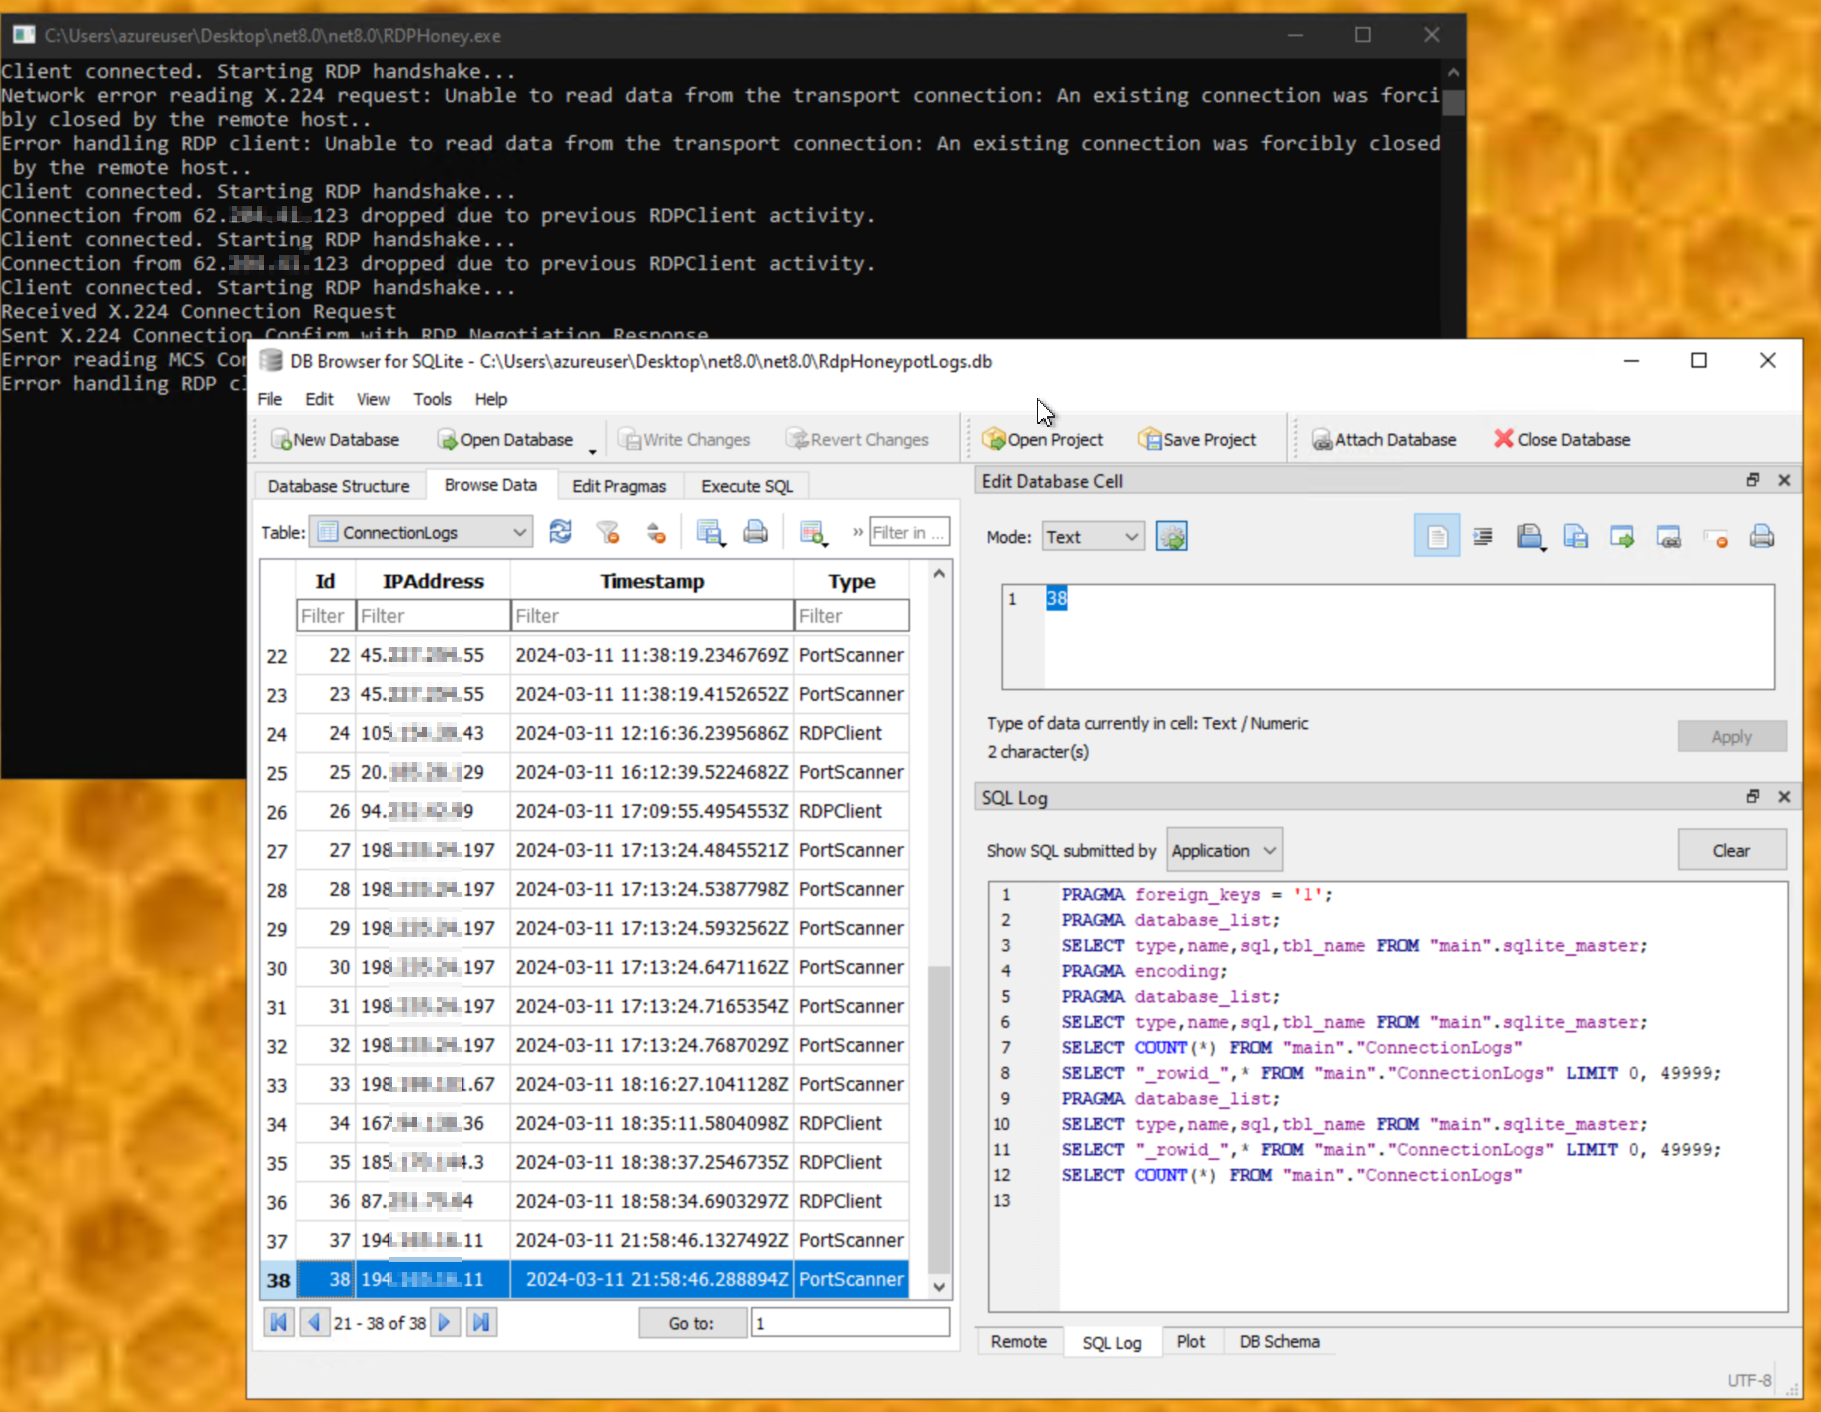 C:\Users\azureuser\Desktop\net8.0\net8.0\RDPHoney.exe
Client connected. Starting RDP handshake...
Network error reading X.224 request: Unable to read data from the transport connection: An existing connection was forci
bly closed by the remote host..
Error handling RDP client: Unable to read data from the transport connection: An existing connection was forcibly closed
by the remote host..
Client connected. Starting RDP handshake...
Connection from 62. .123 dropped due to previous RDPClient activity.
Client connected. Starting RDP handshake...
Connection from 62. .123 dropped due to previous RDPClient activity.
Client connected. Starting RDP handshake...
Received X.224 Connection Request
Sent X.224 Connection Confirm with RDP Negotiation Response
Error reading MCS Con
Error handling RDP cl
DB Browser for SQLite - C:\Users\azureuser\Desktop\net8.0\net8.0\RdpHoneypotLogs.db
File Edit View Tools Help
New Database Open Database Write Changes Revert Changes Open Project Save Project Attach Database Close Database
Database Structure Browse Data Edit Pragmas Execute SQL
Table: ConnectionLogs » Filter in ...
Id IPAddress Timestamp Type
Filter Filter Filter Filter
22 22 45. .55 2024-03-11 11:38:19.2346769Z PortScanner
23 23 45. .55 2024-03-11 11:38:19.4152652Z PortScanner
24 24 105. .43 2024-03-11 12:16:36.2395686Z RDPClient
25 25 20. 29 2024-03-11 16:12:39.5224682Z PortScanner
26 26 94. 9 2024-03-11 17:09:55.4954553Z RDPClient
27 27 198. .197 2024-03-11 17:13:24.4845521Z PortScanner
28 28 198. .197 2024-03-11 17:13:24.5387798Z PortScanner
29 29 198. .197 2024-03-11 17:13:24.5932562Z PortScanner
30 30 198. .197 2024-03-11 17:13:24.6471162Z PortScanner
31 31 198. .197 2024-03-11 17:13:24.7165354Z PortScanner
32 32 198. .197 2024-03-11 17:13:24.7687029Z PortScanner
33 33 198. .67 2024-03-11 18:16:27.1041128Z PortScanner
34 34 167. .36 2024-03-11 18:35:11.5804098Z RDPClient
35 35 185. .3 2024-03-11 18:38:37.2546735Z RDPClient
36 36 87. 4 2024-03-11 18:58:34.6903297Z RDPClient
37 37 194. .11 2024-03-11 21:58:46.1327492Z PortScanner
38 38 194. .11 2024-03-11 21:58:46.288894Z PortScanner
21 - 38 of 38 Go to: 1
Edit Database Cell
Mode: Text
1 38
Type of data currently in cell: Text / Numeric
2 character(s)
Apply
SQL Log
Show SQL submitted by Application Clear
1 PRAGMA foreign_keys = '1';
2 PRAGMA database_list;
3 SELECT type,name,sql,tbl_name FROM "main".sqlite_master;
4 PRAGMA encoding;
5 PRAGMA database_list;
6 SELECT type,name,sql,tbl_name FROM "main".sqlite_master;
7 SELECT COUNT(*) FROM "main"."ConnectionLogs"
8 SELECT "_rowid_",* FROM "main"."ConnectionLogs" LIMIT 0, 49999;
9 PRAGMA database_list;
10 SELECT type,name,sql,tbl_name FROM "main".sqlite_master;
11 SELECT "_rowid_",* FROM "main"."ConnectionLogs" LIMIT 0, 49999;
12 SELECT COUNT(*) FROM "main"."ConnectionLogs"
13
Remote SQL Log Plot DB Schema
UTF-8